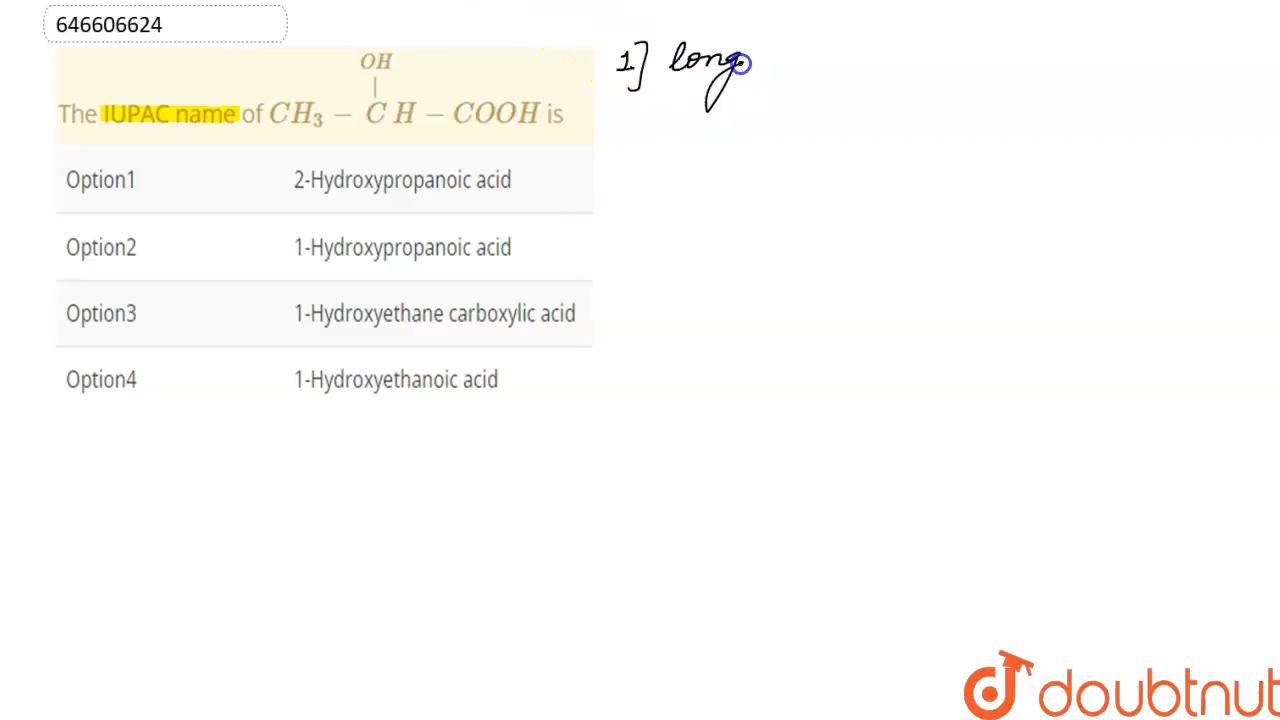 646606624
1] long
OH
|
The IUPAC name of CH₃ − C H − COOH is
Option1 2-Hydroxypropanoic acid
Option2 1-Hydroxypropanoic acid
Option3 1-Hydroxyethane carboxylic acid
Option4 1-Hydroxyethanoic acid
doubtnut